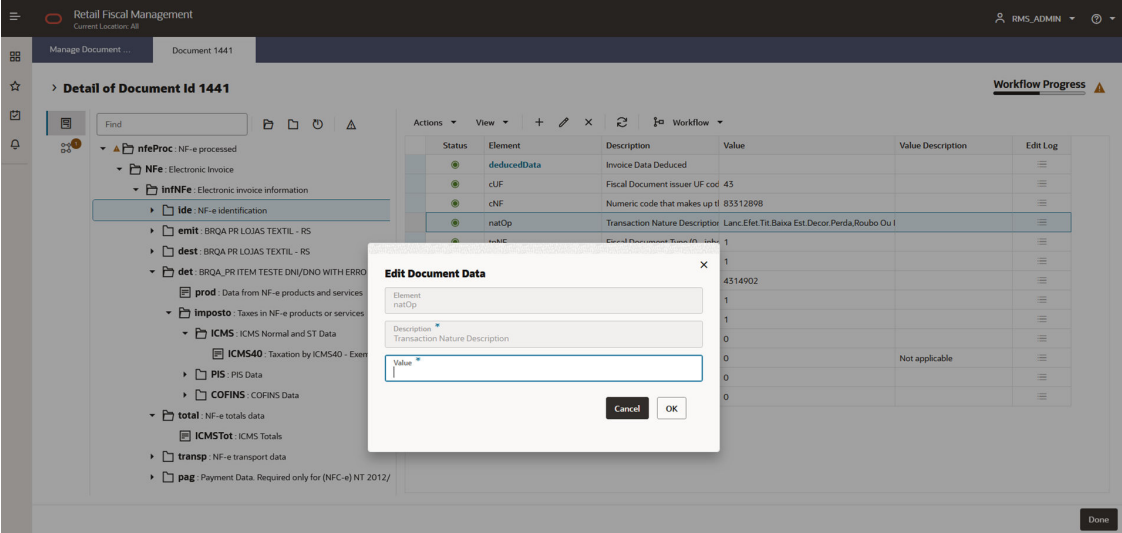 Retail Fiscal Management
Current Location: All
RMS_ADMIN
Manage Document ...
Document 1441
Detail of Document Id 1441
Workflow Progress
Find
Actions
View
Workflow
nfeProc : NF-e processed
NFe : Electronic Invoice
infNFe : Electronic invoice information
ide : NF-e identification
emit : BRQA PR LOJAS TEXTIL - RS
dest : BRQA PR LOJAS TEXTIL - RS
det : BRQA_PR ITEM TESTE DNI/DNO WITH ERRO
prod : Data from NF-e products and services
imposto : Taxes in NF-e products or services
ICMS : ICMS Normal and ST Data
ICMS40 : Taxation by ICMS40 - Exem
PIS : PIS Data
COFINS : COFINS Data
total : NF-e totals data
ICMSTot : ICMS Totals
transp : NF-e transport data
pag : Payment Data. Required only for (NFC-e) NT 2012/
Status Element Description Value Value Description Edit Log
deducedData Invoice Data Deduced
cUF Fiscal Document issuer UF cod 43
cNF Numeric code that makes up tl 83312898
natOp Transaction Nature Description Lanc.Efet.Tit.Baixa Est.Decor.Perda,Roubo Ou I
tpNF Fiscal Document Type (0 - inbo 1
1
4314902
1
1
0
0 Not applicable
0
0
Edit Document Data
Element
natOp
Description *
Transaction Nature Description
Value *
Cancel
OK
Done